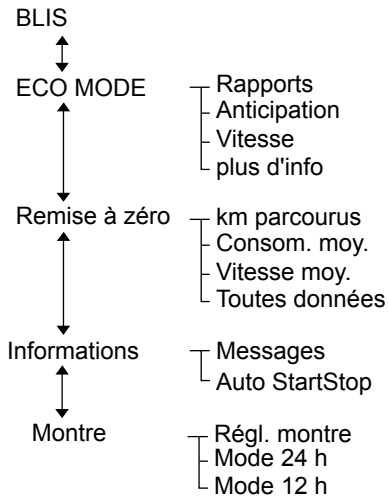 BLIS
ECO MODE
Rapports
Anticipation
Vitesse
plus d'info
Remise à zéro
km parcourus
Consom. moy.
Vitesse moy.
Toutes données
Informations
Messages
Auto StartStop
Montre
Régl. montre
Mode 24 h
Mode 12 h